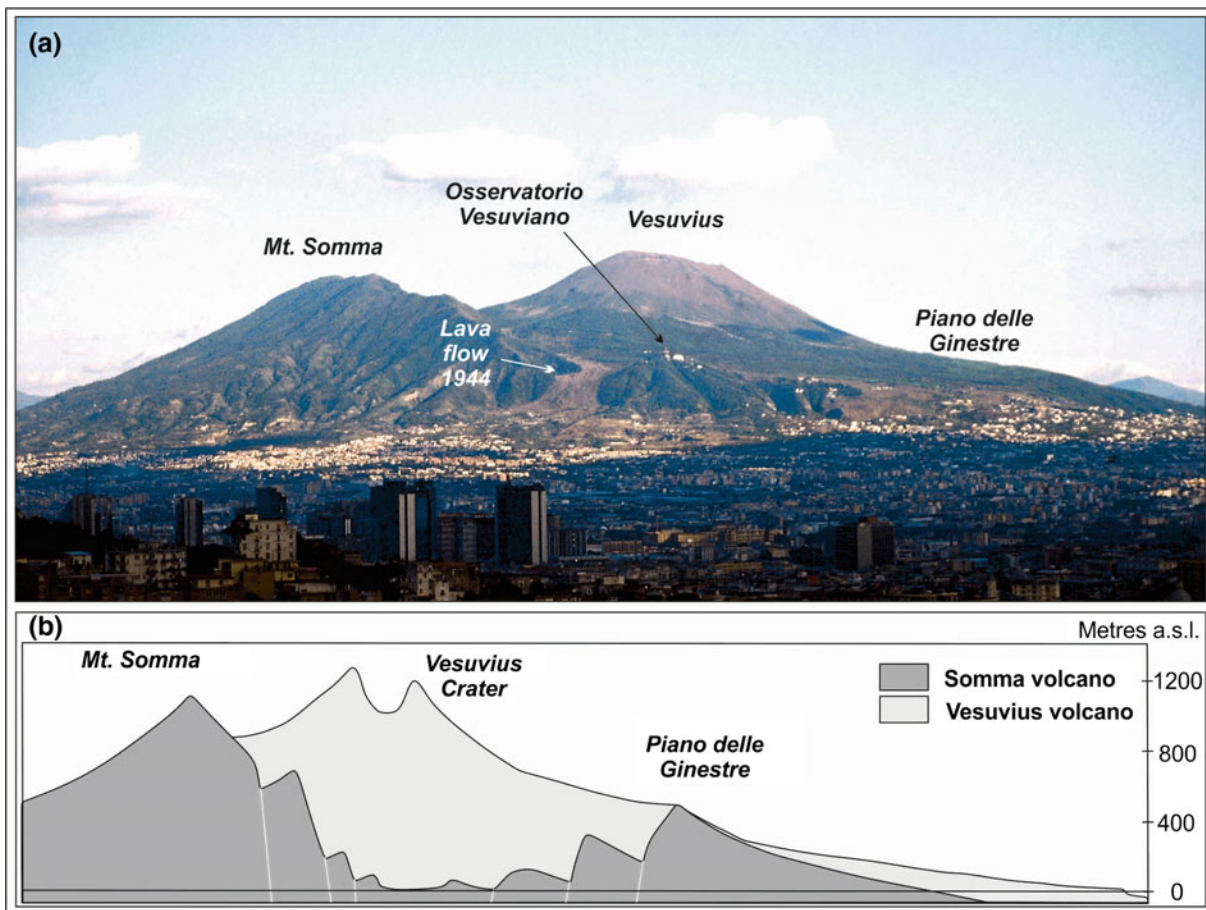 (a)
Osservatorio
Vesuviano
Vesuvius
Mt. Somma
Lava
flow
1944
Piano delle
Ginestre
(b)
Metres a.s.l.
Mt. Somma
Vesuvius
Crater
Somma volcano
Vesuvius volcano
Piano delle
Ginestre
1200
800
400
0